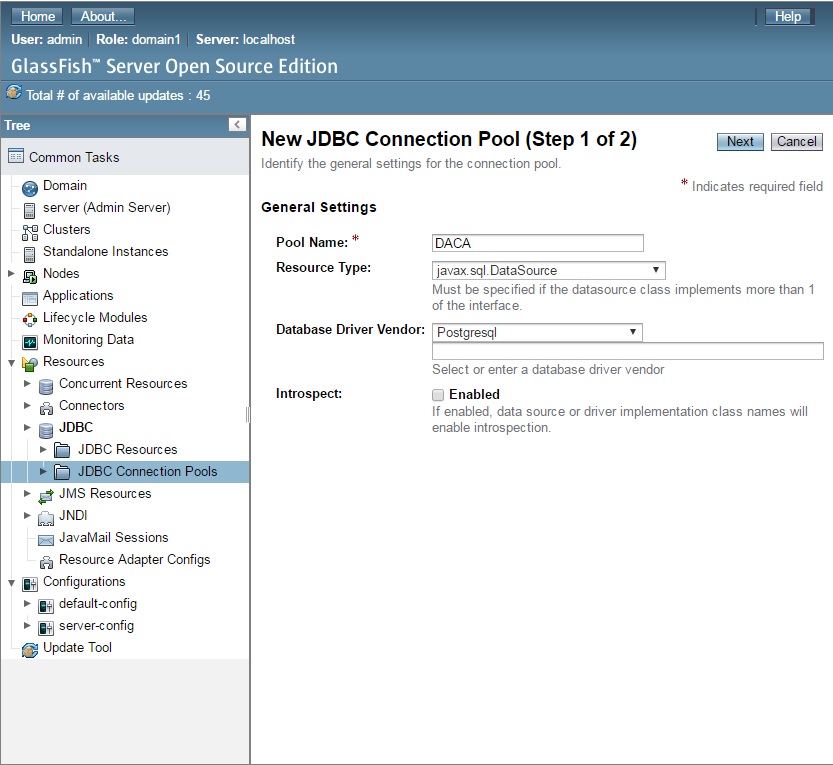 Home About... Help
User: admin Role: domain1 Server: localhost
GlassFish™ Server Open Source Edition
Total # of available updates : 45
Tree
Common Tasks
Domain
server (Admin Server)
Clusters
Standalone Instances
Nodes
Applications
Lifecycle Modules
Monitoring Data
Resources
Concurrent Resources
Connectors
JDBC
JDBC Resources
JDBC Connection Pools
JMS Resources
JNDI
JavaMail Sessions
Resource Adapter Configs
Configurations
default-config
server-config
Update Tool
New JDBC Connection Pool (Step 1 of 2)
Next Cancel
Identify the general settings for the connection pool.
* Indicates required field
General Settings
Pool Name: * DACA
Resource Type: javax.sql.DataSource
Must be specified if the datasource class implements more than 1
of the interface.
Database Driver Vendor: Postgresql
Select or enter a database driver vendor
Introspect: Enabled
If enabled, data source or driver implementation class names will
enable introspection.